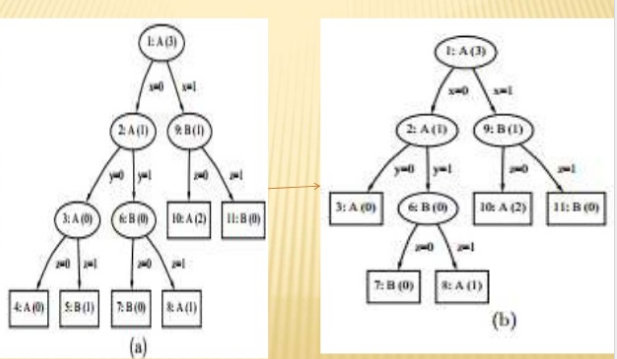 1: A (3)
x=0 x=1
2: A (1) 9: B (1)
y=0 y=1 z=0 z=1
3: A (0) 6: B (0) 10: A (2) 11: B (0)
z=0 z=1 z=0 z=1
4: A (0) 5: B (1) 7: B (0) 8: A (1)
(a)
1: A (3)
x=0 x=1
2: A (1) 9: B (1)
y=0 y=1 z=0 z=1
3: A (0) 6: B (0) 10: A (2) 11: B (0)
z=0 z=1
7: B (0) 8: A (1)
(b)